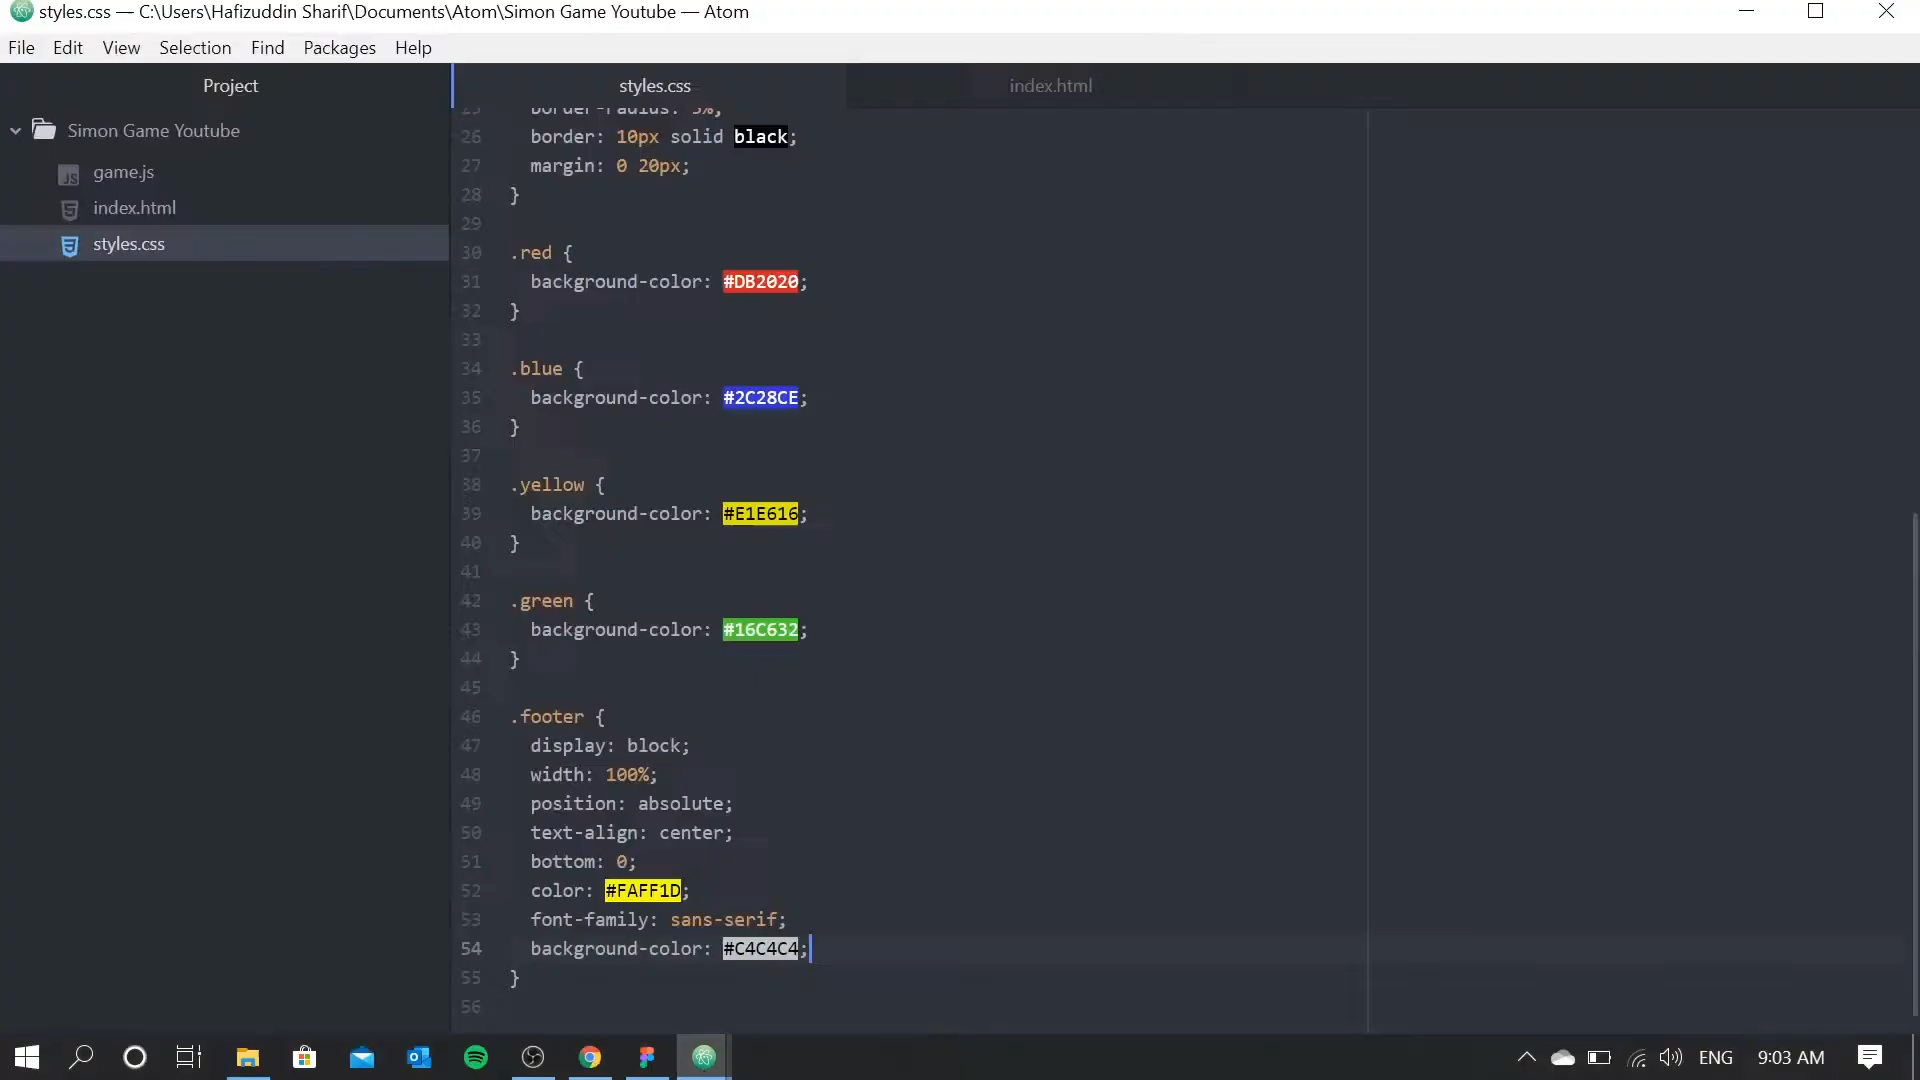 styles.css — C:\Users\Hafizuddin Sharif\Documents\Atom\Simon Game Youtube — Atom
File Edit View Selection Find Packages Help
Project
Simon Game Youtube
game.js
index.html
styles.css
styles.css index.html
25 border-radius: 5%;
26 border: 10px solid black;
27 margin: 0 20px;
28 }
29
30 .red {
31 background-color: #DB2020;
32 }
33
34 .blue {
35 background-color: #2C28CE;
36 }
37
38 .yellow {
39 background-color: #E1E616;
40 }
41
42 .green {
43 background-color: #16C632;
44 }
45
46 .footer {
47 display: block;
48 width: 100%;
49 position: absolute;
50 text-align: center;
51 bottom: 0;
52 color: #FAFF1D;
53 font-family: sans-serif;
54 background-color: #C4C4C4;
55 }
56
ENG 9:03 AM